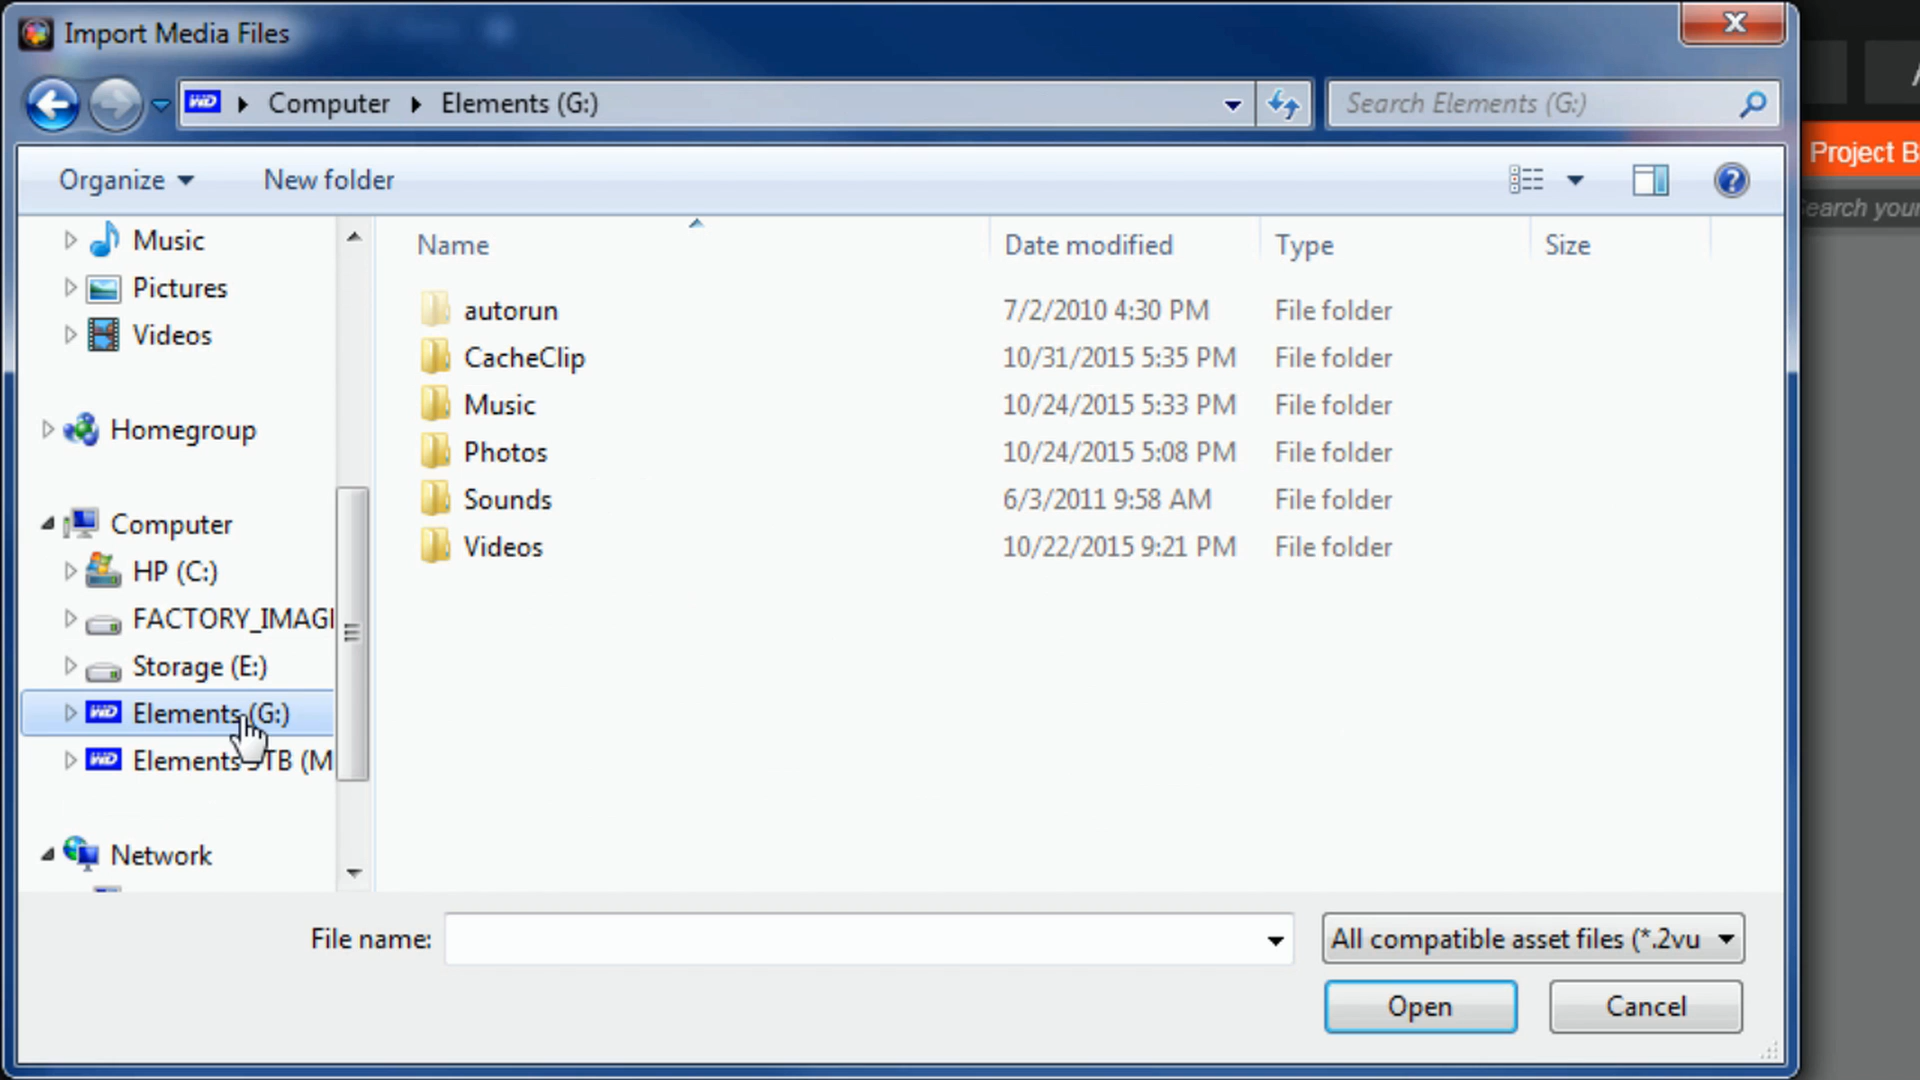 Import Media Files
Computer Elements (G:)
Search Elements (G:)
Project B
Organize New folder
earch your
Music
Pictures
Videos
Homegroup
Computer
HP (C:)
FACTORY_IMAG
Storage (E:)
Elements (G:)
Elements TB (M
Network
Name Date modified Type Size
autorun 7/2/2010 4:30 PM File folder
CacheClip 10/31/2015 5:35 PM File folder
Music 10/24/2015 5:33 PM File folder
Photos 10/24/2015 5:08 PM File folder
Sounds 6/3/2011 9:58 AM File folder
Videos 10/22/2015 9:21 PM File folder
File name: All compatible asset files (*.2vu
Open Cancel